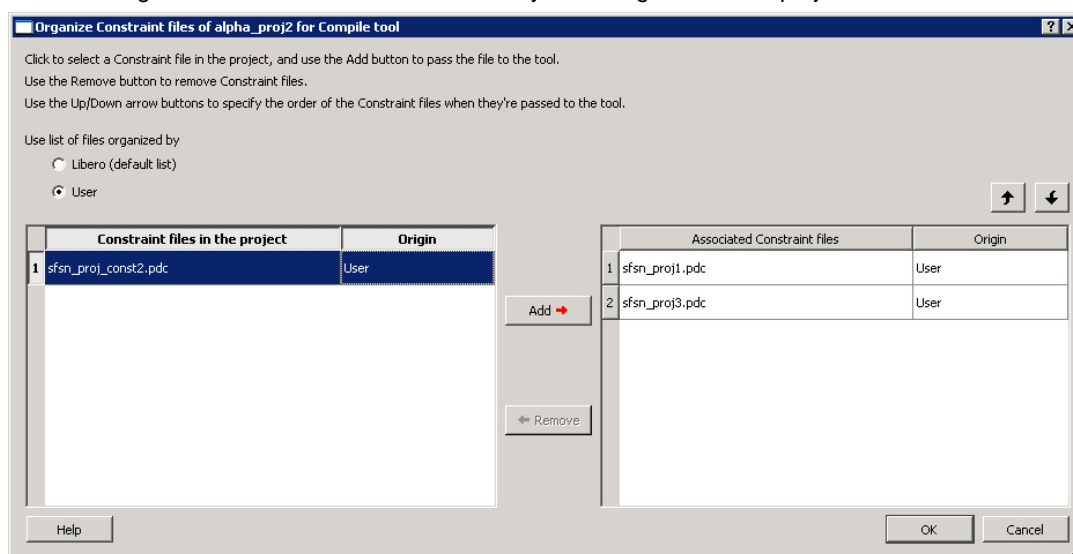 Organize Constraint files of alpha_proj2 for Compile tool
Click to select a Constraint file in the project, and use the Add button to pass the file to the tool.
Use the Remove button to remove Constraint files.
Use the Up/Down arrow buttons to specify the order of the Constraint files when they're passed to the tool.
Use list of files organized by
Libero (default list)
User
Constraint files in the project Origin
1 sfsn_proj_const2.pdc User
Associated Constraint files Origin
1 sfsn_proj1.pdc User
2 sfsn_proj3.pdc User
Add
Remove
Help
OK
Cancel